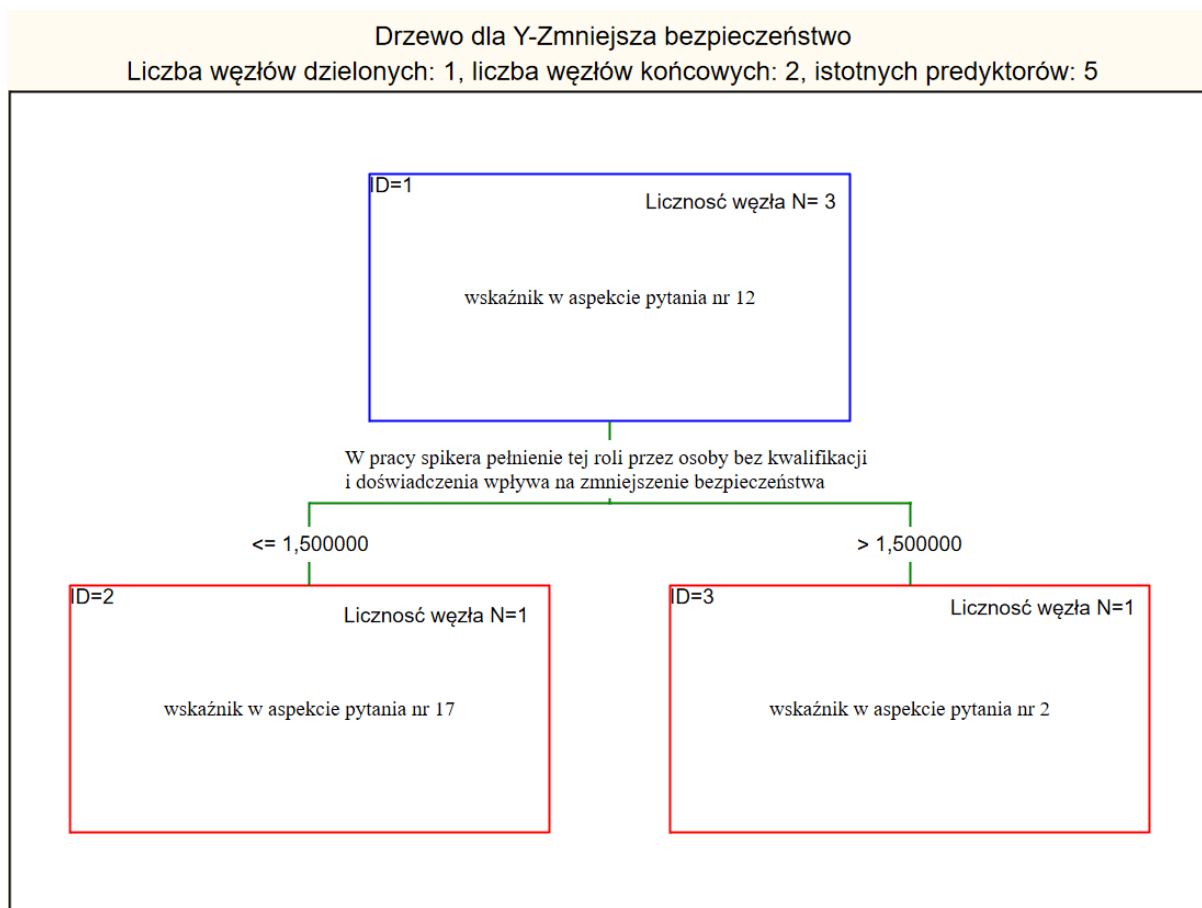 Drzewo dla Y-Zmniejsza bezpieczeństwo
Liczba węzłów dzielonych: 1, liczba węzłów końcowych: 2, istotnych predyktorów: 5
ID=1
Licznosć węzła N= 3
wskaźnik w aspekcie pytania nr 12
W pracy spikera pełnienie tej roli przez osoby bez kwalifikacji
i doświadczenia wpływa na zmniejszenie bezpieczeństwa
<= 1,500000
> 1,500000
ID=2
Licznosć węzła N=1
wskaźnik w aspekcie pytania nr 17
ID=3
Licznosć węzła N=1
wskaźnik w aspekcie pytania nr 2